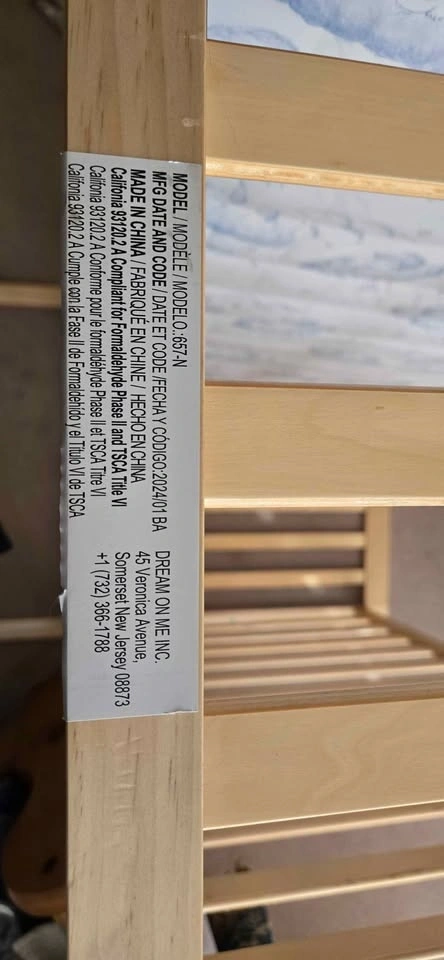 MODEL / MODÈLE / MODELO.:657-N
MFG DATE AND CODE / DATE ET CODE /FECHA Y CÓDIGO:2024/01 BA
MADE IN CHINA / FABRIQUÉ EN CHINE / HECHO EN CHINA
Califonia 93120.2 A Compliant for Formaldehyde Phase II and TSCA Title VI
Califonia 93120.2 A Conforme pour le formaldéhyde Phase II et TSCA Titre VI
Califonia 93120.2 A Cumple con la Fase II de Formaldehído y el Título VI de TSCA
DREAM ON ME INC.
45 Veronica Avenue,
Somerset New Jersey 08873
+1 (732) 366-1788